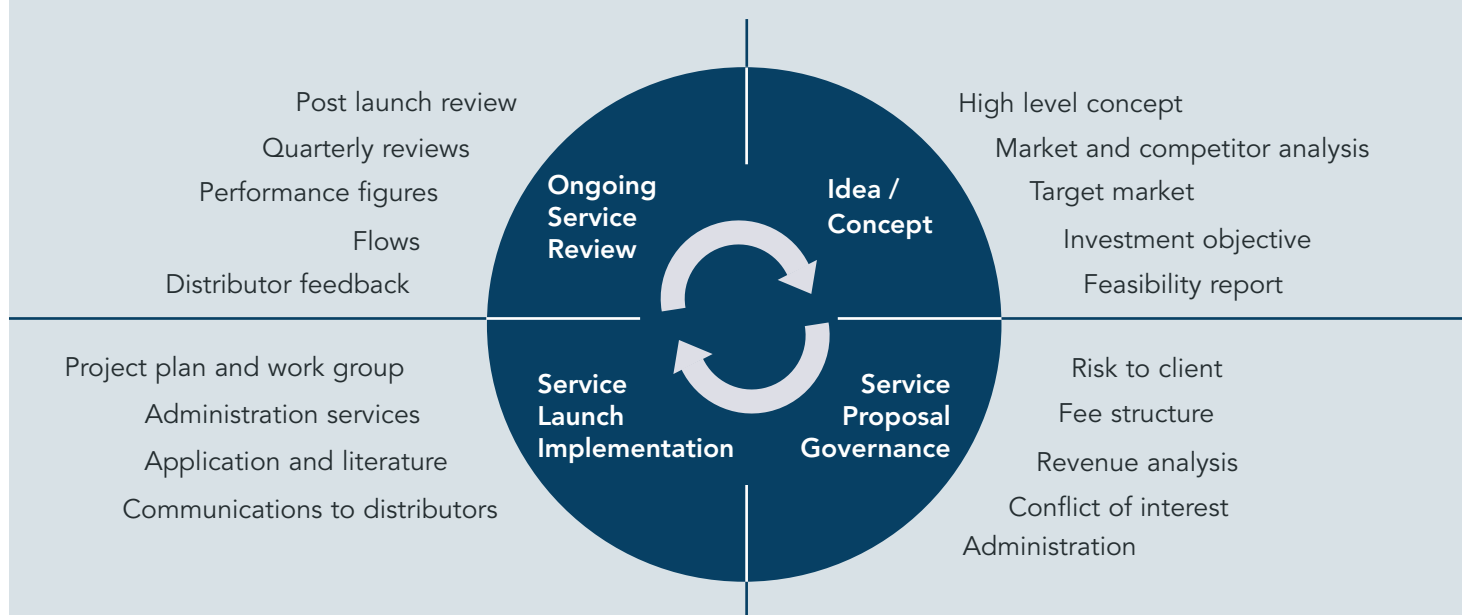 Post launch review
Quarterly reviews
Performance figures
Flows
Distributor feedback
Ongoing
Service
Review
Idea /
Concept
High level concept
Market and competitor analysis
Target market
Investment objective
Feasibility report
Project plan and work group
Administration services
Application and literature
Communications to distributors
Service
Launch
Implementation
Service
Proposal
Governance
Risk to client
Fee structure
Revenue analysis
Conflict of interest
Administration